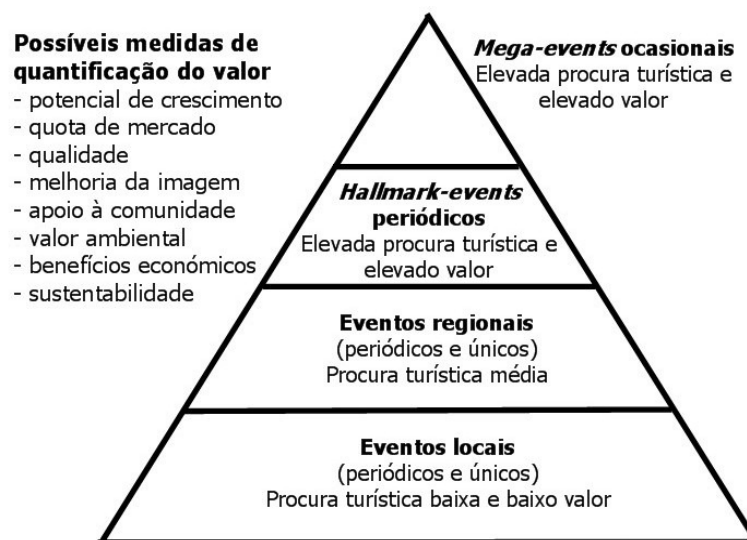 Possíveis medidas de
quantificação do valor
- potencial de crescimento
- quota de mercado
- qualidade
- melhoria da imagem
- apoio à comunidade
- valor ambiental
- benefícios económicos
- sustentabilidade
Mega-events ocasionais
Elevada procura turística e
elevado valor
Hallmark-events
periódicos
Elevada procura turística e
elevado valor
Eventos regionais
(periódicos e únicos)
Procura turística média
Eventos locais
(periódicos e únicos)
Procura turística baixa e baixo valor